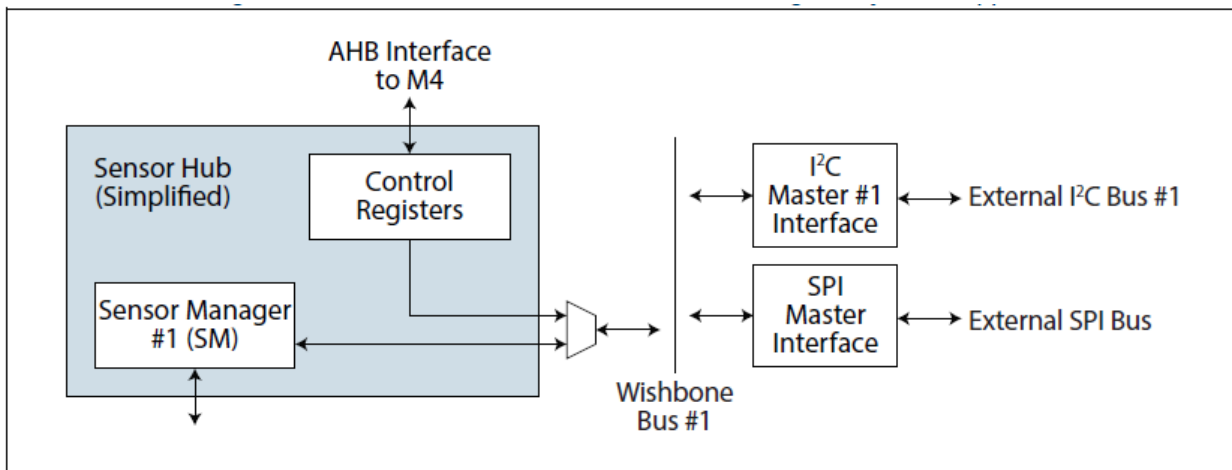 AHB Interface
to M4
Sensor Hub
(Simplified)
Control
Registers
Sensor Manager
#1 (SM)
Wishbone
Bus #1
I²C
Master #1
Interface
External I²C Bus #1
SPI
Master
Interface
External SPI Bus